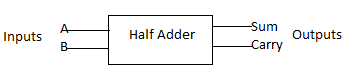 Inputs
A
B
Half Adder
Sum
Carry
Outputs